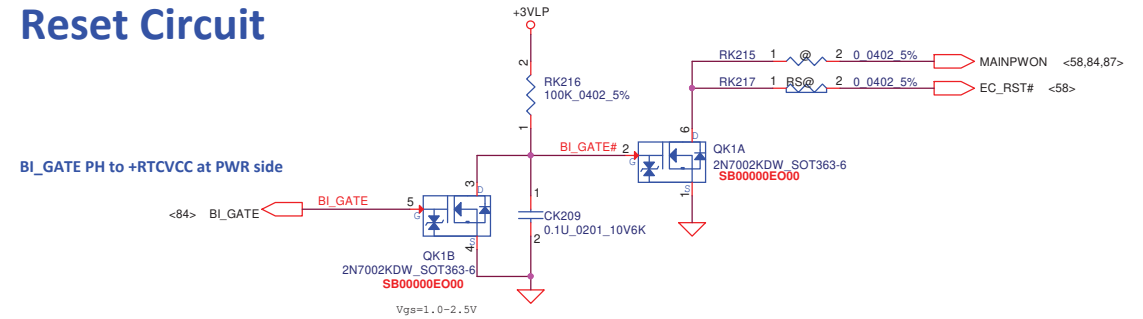 Reset Circuit
+3VLP
RK215 1 @ 2 0_0402_5% MAINPWON <58,84,87>
RK217 1 RS@ 2 0_0402_5% EC_RST# <58>
2
RK216
100K_0402_5%
1
6
D
BI_GATE# 2
G
QK1A
2N7002KDW_SOT363-6
SB00000EO00
S
1
BI_GATE PH to +RTCVCC at PWR side
3
D
<84> BI_GATE BI_GATE 5
G
S
4
1
CK209
0.1U_0201_10V6K
2
QK1B
2N7002KDW_SOT363-6
SB00000EO00
Vgs=1.0-2.5V